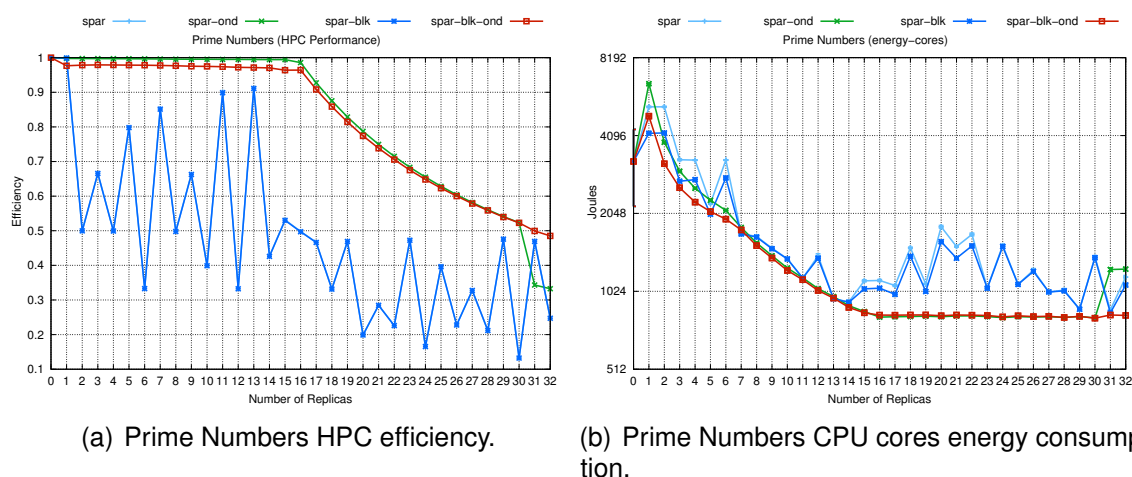 spar spar-ond spar-blk spar-blk-ond
Prime Numbers (HPC Performance)
1
0.9
0.8
0.7
0.6
0.5
0.4
0.3
0.2
0.1
Efficiency
0 1 2 3 4 5 6 7 8 9 10 11 12 13 14 15 16 17 18 19 20 21 22 23 24 25 26 27 28 29 30 31 32
Number of Replicas
(a) Prime Numbers HPC efficiency.
spar spar-ond spar-blk spar-blk-ond
Prime Numbers (energy-cores)
8192
4096
2048
1024
512
Joules
0 1 2 3 4 5 6 7 8 9 10 11 12 13 14 15 16 17 18 19 20 21 22 23 24 25 26 27 28 29 30 31 32
Number of Replicas
(b) Prime Numbers CPU cores energy consump
tion.